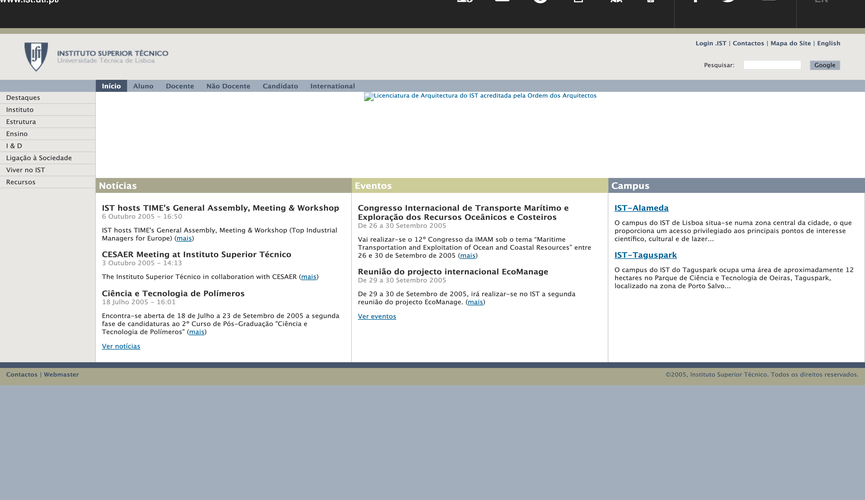 www.ist.utl.pt/
EN
INSTITUTO SUPERIOR TÉCNICO
Universidade Técnica de Lisboa
Login .IST | Contactos | Mapa do Site | English
Pesquisar:
Google
Início Aluno Docente Não Docente Candidato International
Destaques
Instituto
Estrutura
Ensino
I & D
Ligação à Sociedade
Viver no IST
Recursos
Licenciatura de Arquitectura do IST acreditada pela Ordem dos Arquitectos
Notícias
IST hosts TIME's General Assembly, Meeting & Workshop
6 Outubro 2005 - 16:50
IST hosts TIME's General Assembly, Meeting & Workshop (Top Industrial
Managers for Europe) (mais)
CESAER Meeting at Instituto Superior Técnico
3 Outubro 2005 - 14:13
The Instituto Superior Técnico in collaboration with CESAER (mais)
Ciência e Tecnologia de Polímeros
18 Julho 2005 - 16:01
Encontra-se aberta de 18 de Julho a 23 de Setembro de 2005 a segunda
fase de candidaturas ao 2º Curso de Pós-Graduação "Ciência e
Tecnologia de Polímeros" (mais)
Ver notícias
Eventos
Congresso Internacional de Transporte Marítimo e
Exploração dos Recursos Oceânicos e Costeiros
De 26 a 30 Setembro 2005
Vai realizar-se o 12º Congresso da IMAM sob o tema "Maritime
Transportation and Exploitation of Ocean and Coastal Resources" entre
26 e 30 de Setembro de 2005 (mais)
Reunião do projecto internacional EcoManage
De 29 a 30 Setembro 2005
De 29 a 30 de Setembro de 2005, irá realizar-se no IST a segunda
reunião do projecto EcoManage. (mais)
Ver eventos
Campus
IST-Alameda
O campus do IST de Lisboa situa-se numa zona central da cidade, o que
proporciona um acesso privilegiado aos principais pontos de interesse
científico, cultural e de lazer...
IST-Taguspark
O campus do IST do Taguspark ocupa uma área de aproximadamente 12
hectares no Parque de Ciência e Tecnologia de Oeiras, Taguspark,
localizado na zona de Porto Salvo...
Contactos | Webmaster
©2005, Instituto Superior Técnico. Todos os direitos reservados.